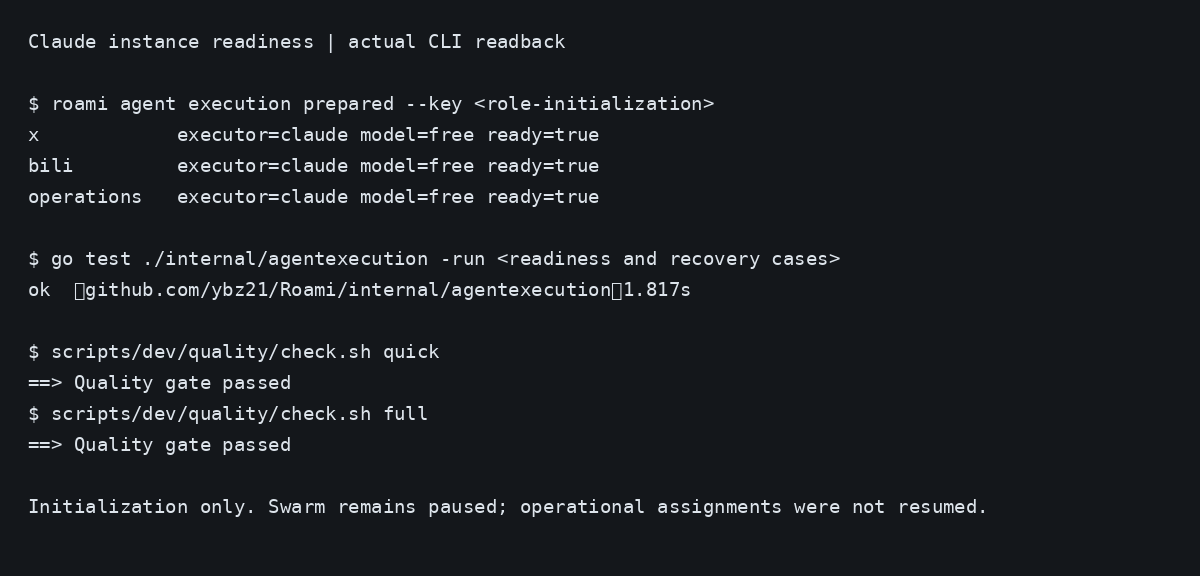 Claude instance readiness | actual CLI readback
$ roami agent execution prepared --key <role-initialization>
x executor=claude model=free ready=true
bili executor=claude model=free ready=true
operations executor=claude model=free ready=true
$ go test ./internal/agentexecution -run <readiness and recovery cases>
ok github.com/ybz21/Roami/internal/agentexecution 1.817s
$ scripts/dev/quality/check.sh quick
==> Quality gate passed
$ scripts/dev/quality/check.sh full
==> Quality gate passed
Initialization only. Swarm remains paused; operational assignments were not resumed.